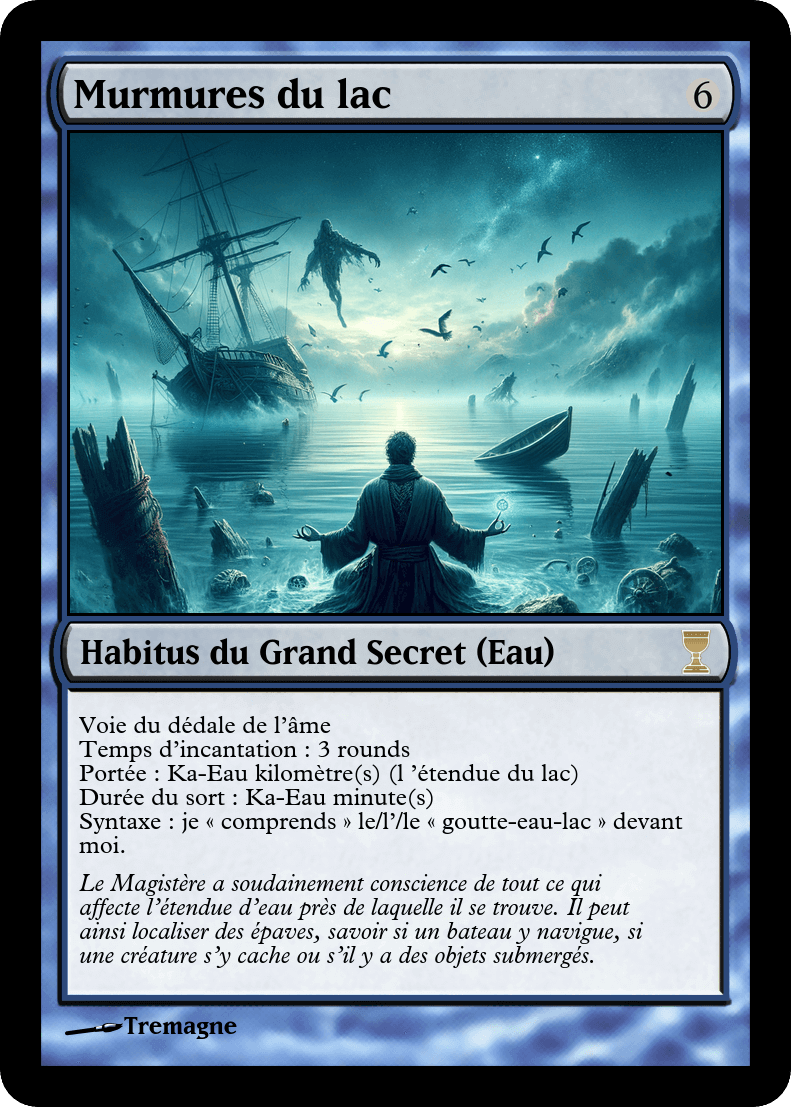 Murmures du lac
6
Habitus du Grand Secret (Eau)
Voie du dédale de l'âme
Temps d'incantation : 3 rounds
Portée : Ka-Eau kilomètre(s) (l 'étendue du lac)
Durée du sort : Ka-Eau minute(s)
Syntaxe : je « comprends » le/l'/le « goutte-eau-lac » devant
moi.
Le Magistère a soudainement conscience de tout ce qui
affecte l'étendue d'eau près de laquelle il se trouve. Il peut
ainsi localiser des épaves, savoir si un bateau y navigue, si
une créature s'y cache ou s'il y a des objets submergés.
Tremagne